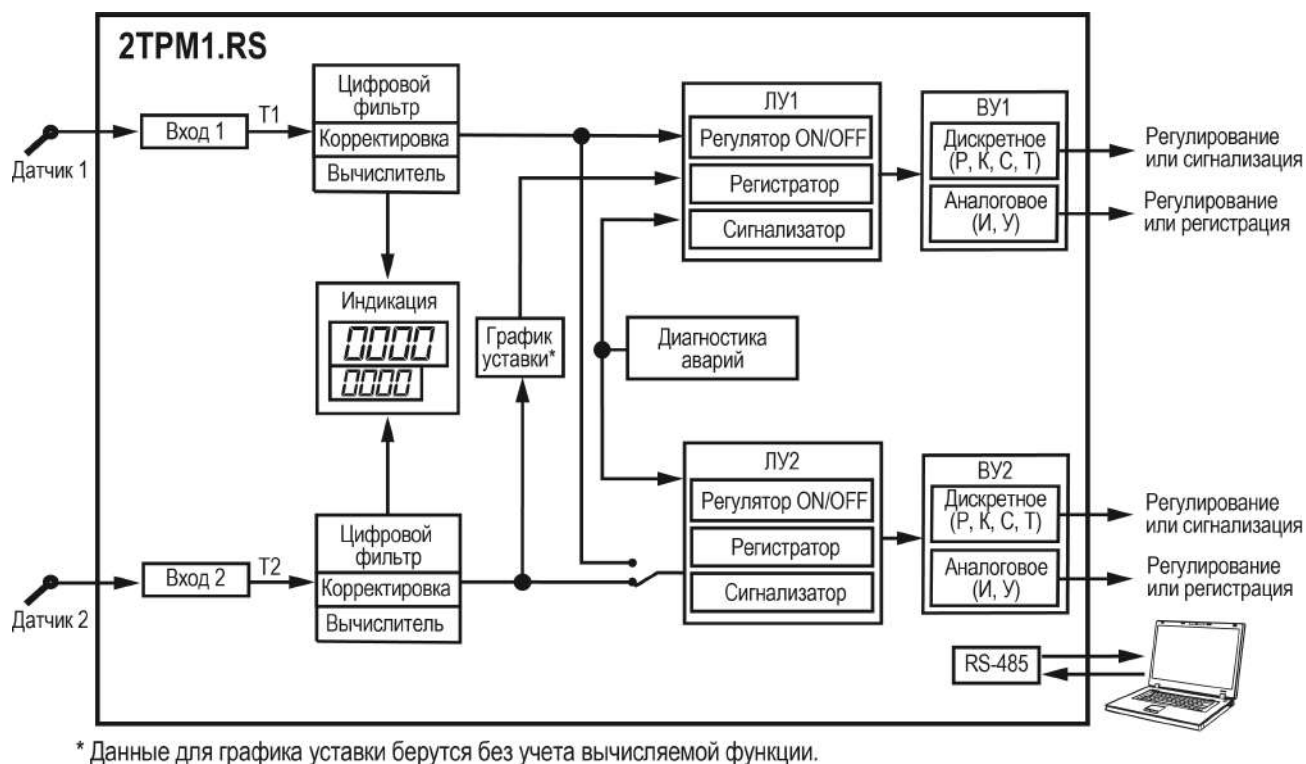 2ТРМ1.RS
Датчик 1
Вход 1
Т1
Цифровой
фильтр
Корректировка
Вычислитель
ЛУ1
Регулятор ON/OFF
Регистратор
Сигнализатор
ВУ1
Дискретное
(Р, К, С, Т)
Аналоговое
(И, У)
Регулирование
или сигнализация
Регулирование
или регистрация
Индикация
0000
0000
График
уставки*
Диагностика
аварий
Датчик 2
Вход 2
Т2
Цифровой
фильтр
Корректировка
Вычислитель
ЛУ2
Регулятор ON/OFF
Регистратор
Сигнализатор
ВУ2
Дискретное
(Р, К, С, Т)
Аналоговое
(И, У)
Регулирование
или сигнализация
Регулирование
или регистрация
RS-485
* Данные для графика уставки берутся без учета вычисляемой функции.